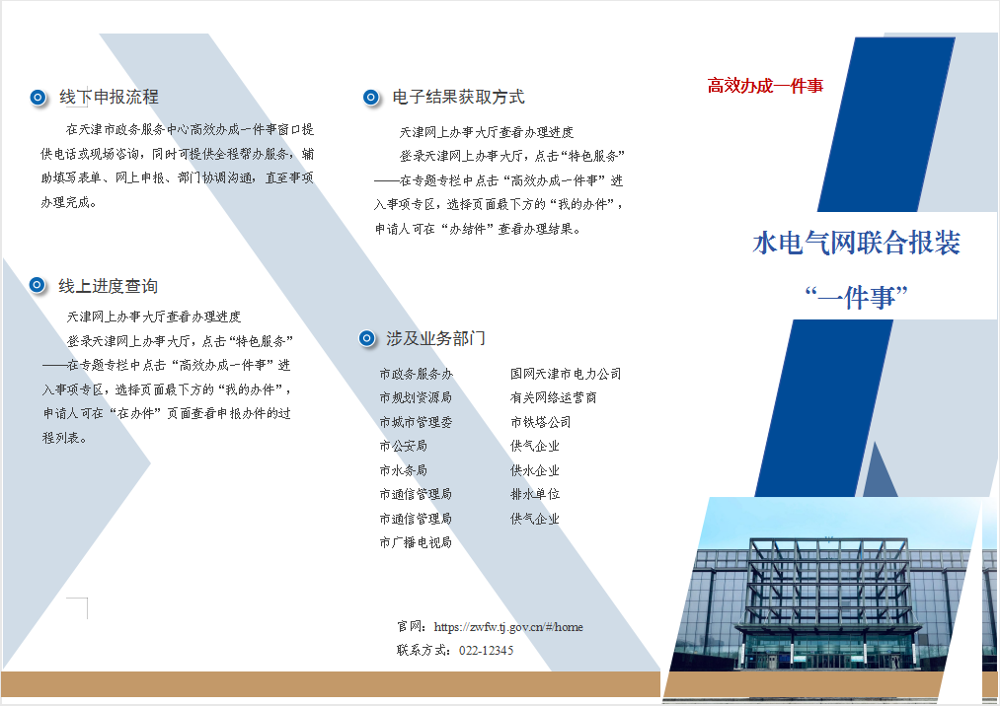 线下申报流程
在天津市政务服务中心高效办成一件事窗口提
供电话或现场咨询，同时可提供全程帮办服务，辅
助填写表单、网上申报、部门协调沟通，直至事项
办理完成。
线上进度查询
天津网上办事大厅查看办理进度
登录天津网上办事大厅，点击“特色服务”
——在专题专栏中点击“高效办成一件事”进
入事项专区，选择页面最下方的“我的办件”，
申请人可在“在办件”页面查看申报办件的过
程列表。
电子结果获取方式
天津网上办事大厅查看办理进度
登录天津网上办事大厅，点击“特色服务”
——在专题专栏中点击“高效办成一件事”进
入事项专区，选择页面最下方的“我的办件”，
申请人可在“办结件”查看办理结果。
涉及业务部门
市政务服务办 国网天津市电力公司
市规划资源局 有关网络运营商
市城市管理委 市铁塔公司
市公安局 供气企业
市水务局 供水企业
市通信管理局 排水单位
市通信管理局 供气企业
市广播电视局
官网：https://zwfw.tj.gov.cn/#/home
联系方式：022-12345
高效办成一件事
水电气网联合报装
“一件事”